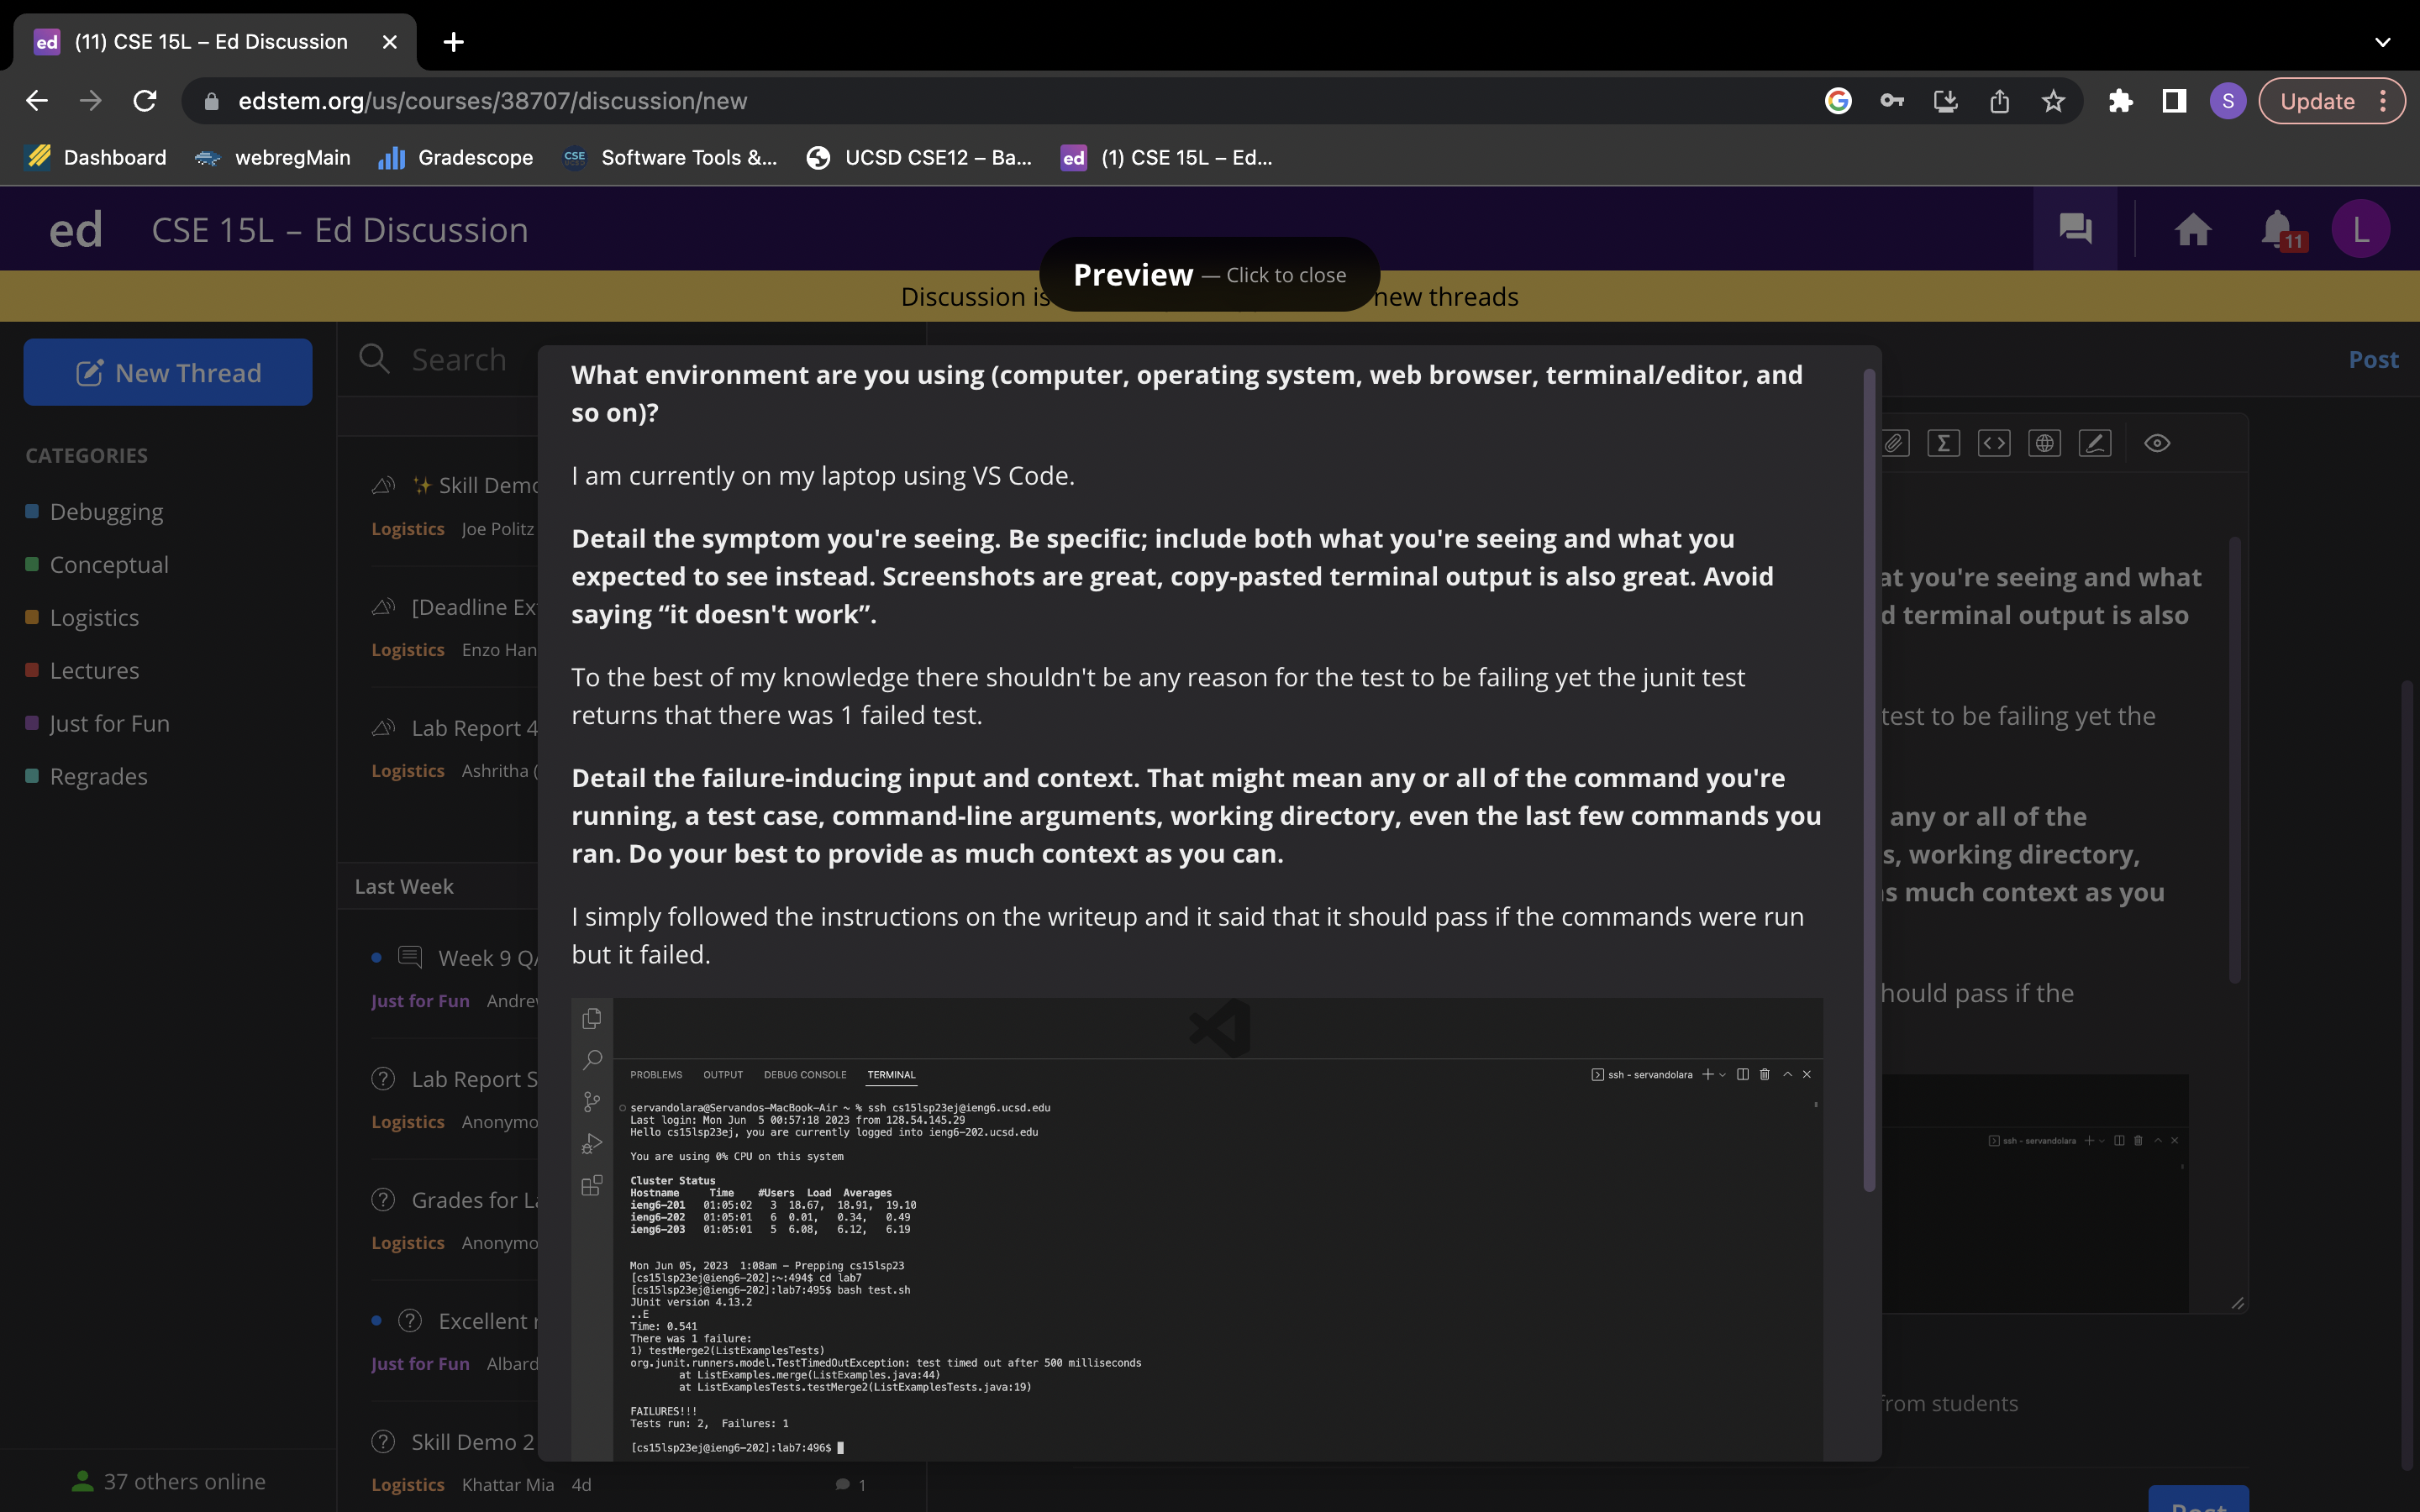 ed (11) CSE 15L – Ed Discussion
edstem.org/us/courses/38707/discussion/new
S Update
Dashboard webregMain Gradescope CSE Software Tools &... UCSD CSE12 – Ba... ed (1) CSE 15L – Ed...
ed CSE 15L – Ed Discussion
11 L
Preview — Click to close
Discussion is new threads
New Thread
Search
Post
CATEGORIES
Debugging
Conceptual
Logistics
Lectures
Just for Fun
Regrades
37 others online
✨ Skill Demo
Logistics Joe Politz
[Deadline Ex
Logistics Enzo Han
Lab Report 4
Logistics Ashritha (
Last Week
Week 9 Q/
Just for Fun Andrew
Lab Report S
Logistics Anonymo
Grades for La
Logistics Anonymo
Excellent
Just for Fun Albard
Skill Demo 2
Logistics Khattar Mia 4d 1
What environment are you using (computer, operating system, web browser, terminal/editor, and
so on)?
I am currently on my laptop using VS Code.
Detail the symptom you're seeing. Be specific; include both what you're seeing and what you
expected to see instead. Screenshots are great, copy-pasted terminal output is also great. Avoid
saying “it doesn't work”.
To the best of my knowledge there shouldn't be any reason for the test to be failing yet the junit test
returns that there was 1 failed test.
Detail the failure-inducing input and context. That might mean any or all of the command you're
running, a test case, command-line arguments, working directory, even the last few commands you
ran. Do your best to provide as much context as you can.
I simply followed the instructions on the writeup and it said that it should pass if the commands were run
but it failed.
PROBLEMS OUTPUT DEBUG CONSOLE TERMINAL ssh - servandolara
servandolara@Servandos-MacBook-Air ~ % ssh cs15lsp23ej@ieng6.ucsd.edu
Last login: Mon Jun  5 00:57:18 2023 from 128.54.145.29
Hello cs15lsp23ej, you are currently logged into ieng6-202.ucsd.edu
You are using 0% CPU on this system
Cluster Status
Hostname Time #Users Load Averages
ieng6-201 01:05:02 3 18.67, 18.91, 19.10
ieng6-202 01:05:01 6 0.01, 0.34, 0.49
ieng6-203 01:05:01 5 6.08, 6.12, 6.19
Mon Jun 05, 2023 1:08am - Prepping cs15lsp23
[cs15lsp23ej@ieng6-202]:~:494$ cd lab7
[cs15lsp23ej@ieng6-202]:lab7:495$ bash test.sh
JUnit version 4.13.2
..E
Time: 0.541
There was 1 failure:
1) testMerge2(ListExamplesTests)
org.junit.runners.model.TestTimedOutException: test timed out after 500 milliseconds
at ListExamples.merge(ListExamples.java:44)
at ListExamplesTests.testMerge2(ListExamplesTests.java:19)
FAILURES!!!
Tests run: 2, Failures: 1
[cs15lsp23ej@ieng6-202]:lab7:496$
at you're seeing and what
d terminal output is also
test to be failing yet the
any or all of the
s, working directory,
as much context as you
hould pass if the
ssh - servandolara
from students
Post